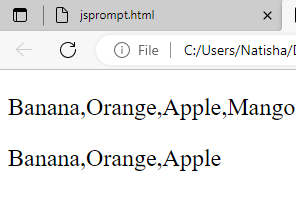 jsprompt.html
File
C:/Users/Natisha/
Banana,Orange,Apple,Mango
Banana,Orange,Apple